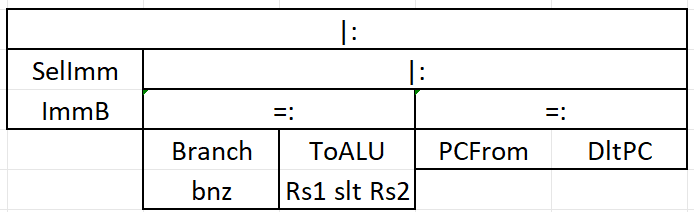 |:
SelImm |:
ImmB =: =:
Branch ToALU PCFrom DltPC
bnz Rs1 slt Rs2